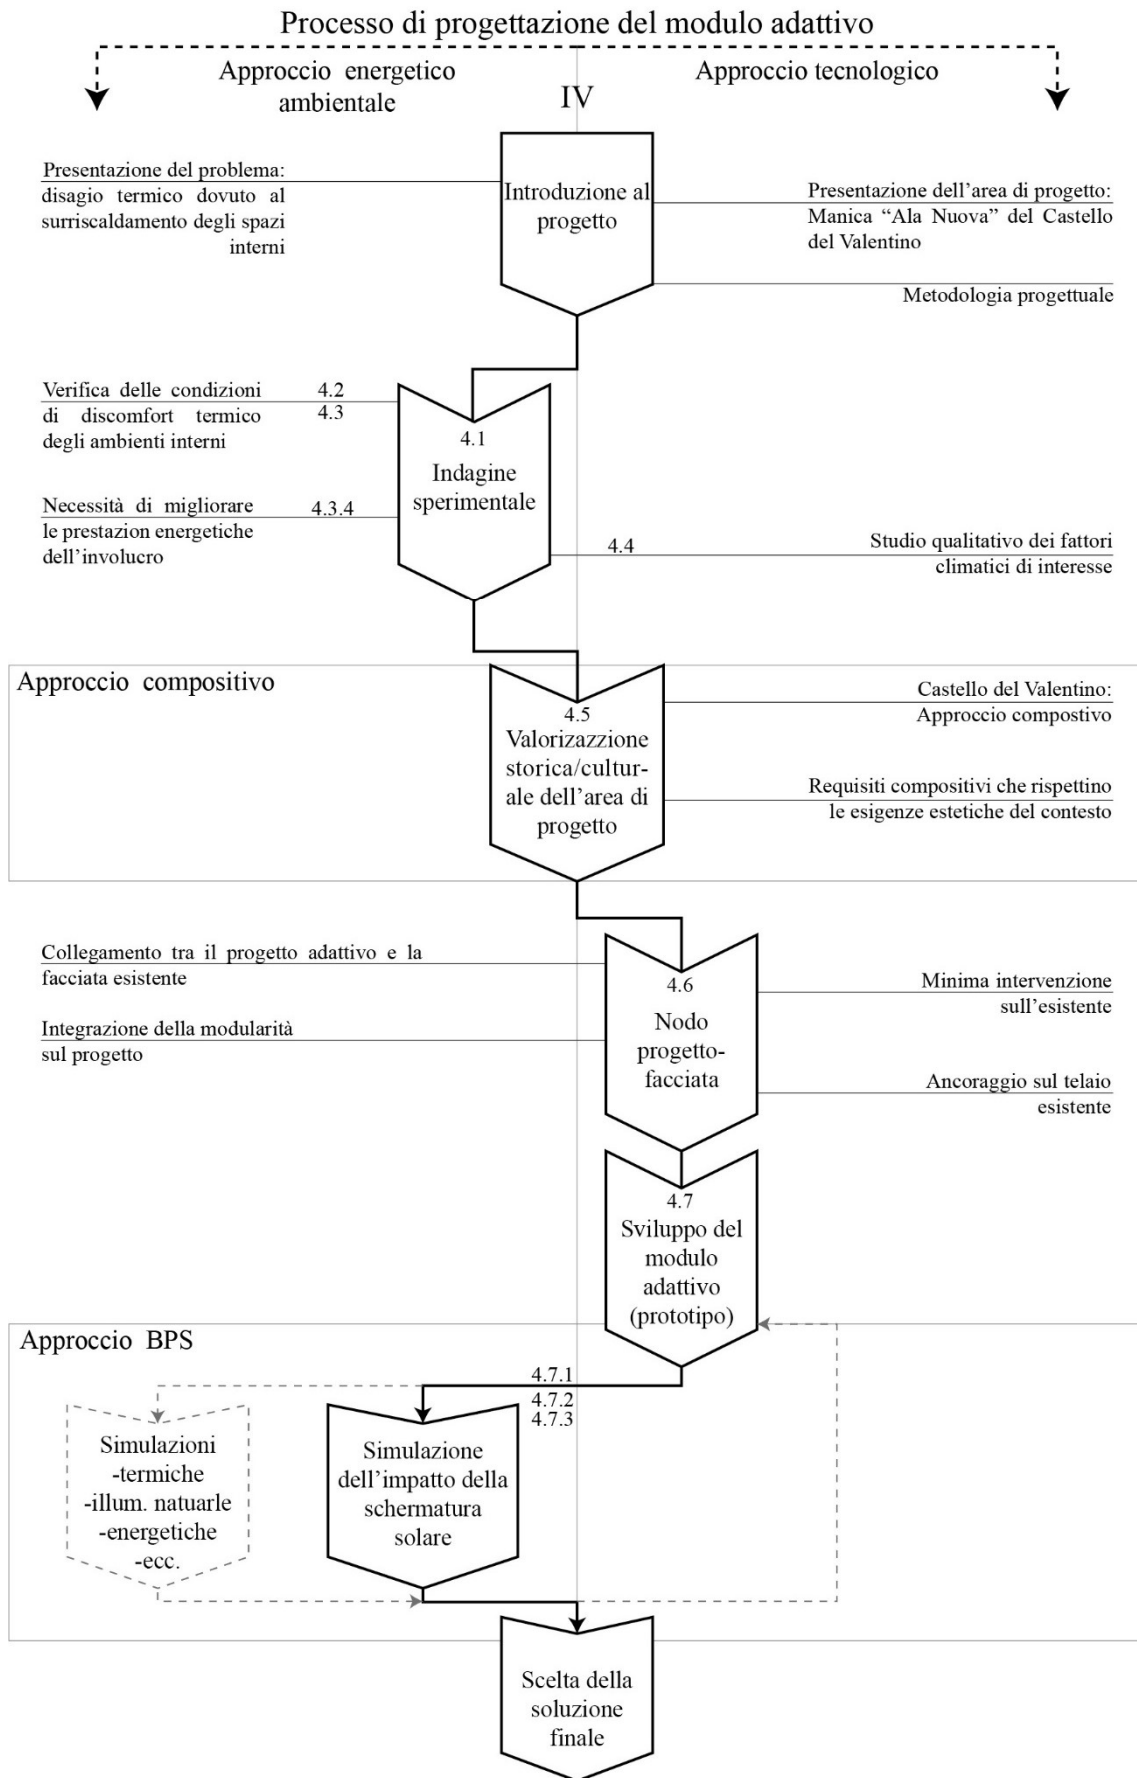 Processo di progettazione del modulo adattivo
Approccio energetico
ambientale
Approccio tecnologico
IV
Introduzione al
progetto
Presentazione del problema:
disagio termico dovuto al
surriscaldamento degli spazi
interni
Presentazione dell'area di progetto:
Manica “Ala Nuova” del Castello
del Valentino
Metodologia progettuale
Verifica delle condizioni
di discomfort termico
degli ambienti interni
4.2
4.3
4.1
Indagine
sperimentale
Necessità di migliorare
le prestazion energetiche
dell'involucro
4.3.4
4.4
Studio qualitativo dei fattori
climatici di interesse
Approccio compositivo
4.5
Valorizazzione
storica/cultur-
ale dell'area di
progetto
Castello del Valentino:
Approccio compostivo
Requisiti compositivi che rispettino
le esigenze estetiche del contesto
Collegamento tra il progetto adattivo e la
facciata esistente
Integrazione della modularità
sul progetto
4.6
Nodo
progetto-
facciata
Minima intervenzione
sull'esistente
Ancoraggio sul telaio
esistente
4.7
Sviluppo del
modulo
adattivo
(prototipo)
Approccio BPS
4.7.1
4.7.2
4.7.3
Simulazioni
-termiche
-illum. natuarle
-energetiche
-ecc.
Simulazione
dell'impatto della
schermatura
solare
Scelta della
soluzione
finale